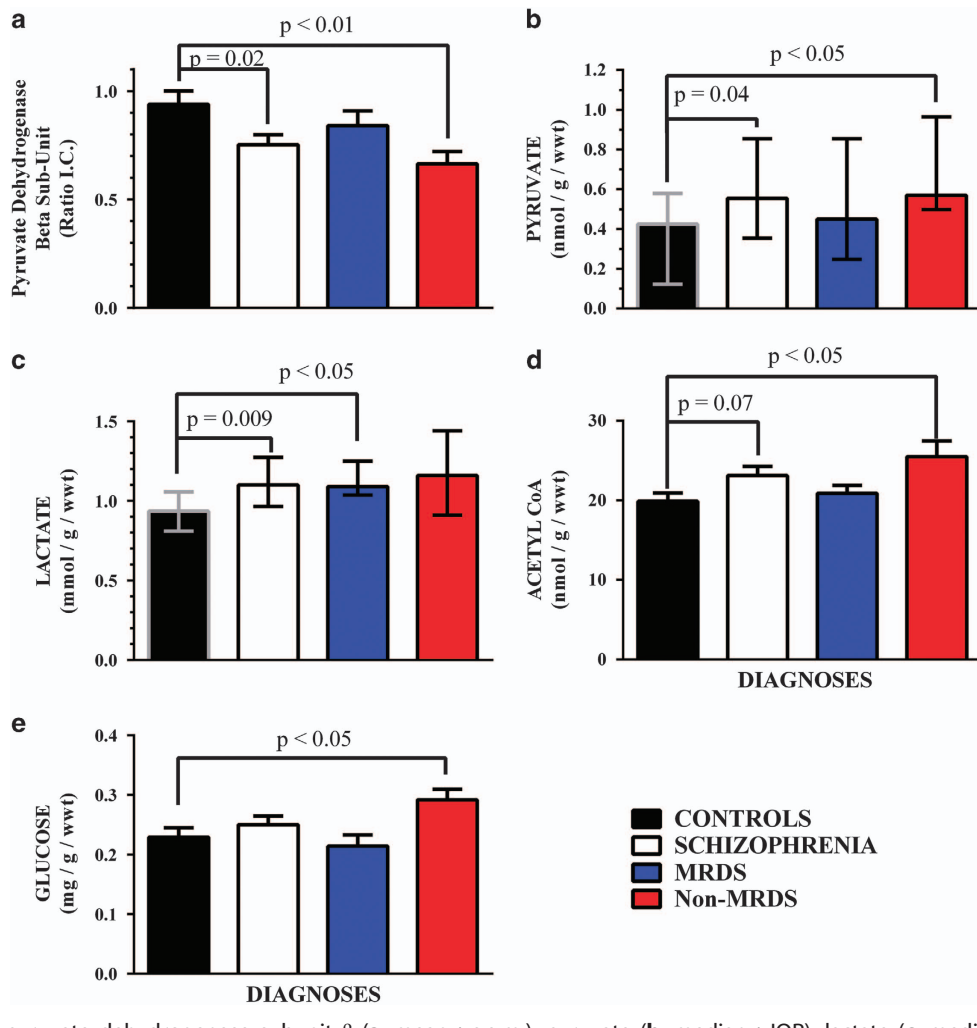 a
p < 0.01
p = 0.02
Pyruvate Dehydrogenase
Beta Sub-Unit
(Ratio I.C.)
1.0
0.5
0.0
b
p < 0.05
p = 0.04
PYRUVATE
(nmol / g / wwt)
1.2
1.0
0.8
0.6
0.4
0.2
0.0
c
p < 0.05
p = 0.009
LACTATE
(mmol / g / wwt)
1.5
1.0
0.5
0.0
d
p < 0.05
p = 0.07
ACETYL CoA
(nmol / g / wwt)
30
20
10
0
DIAGNOSES
e
p < 0.05
GLUCOSE
(mg / g / wwt)
0.4
0.3
0.2
0.1
0.0
DIAGNOSES
CONTROLS
SCHIZOPHRENIA
MRDS
Non-MRDS